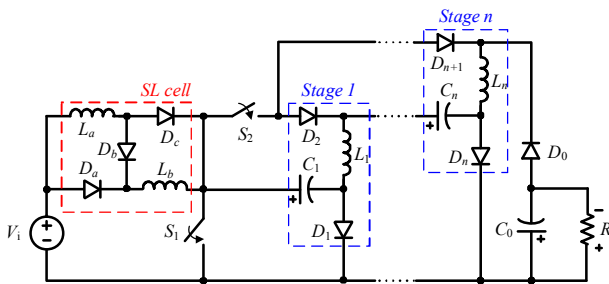 Stage n
SL cell
Stage 1
Dn+1
Ln
Cn
Dn
La
Dc
Db
Da
Lb
S2
D2
L1
C1
S1
D1
D0
Vi
C0
R
+
−
+
+
+
−
+